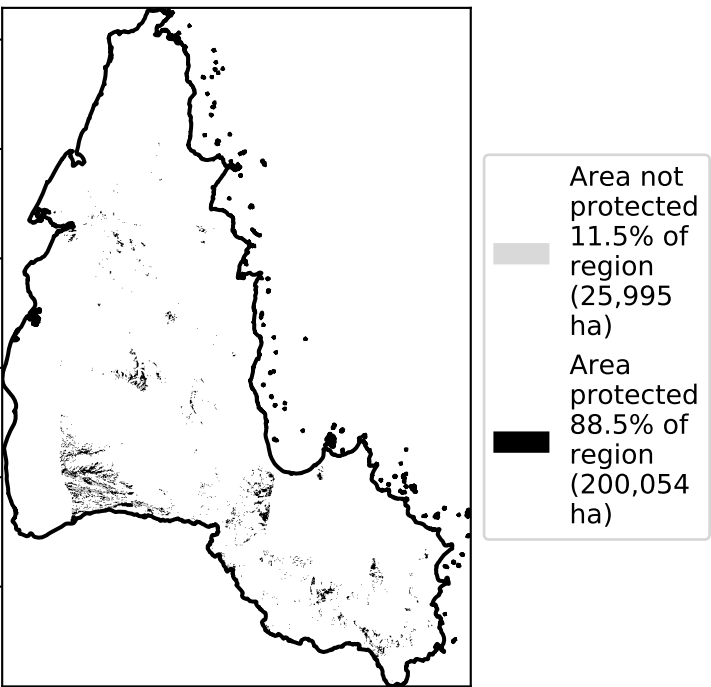 Area not
protected
11.5% of
region
(25,995
ha)
Area
protected
88.5% of
region
(200,054
ha)